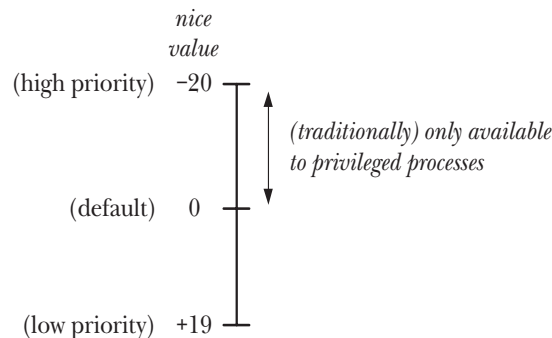 nice
value
(high priority) −20
(traditionally) only available
to privileged processes
(default) 0
(low priority) +19